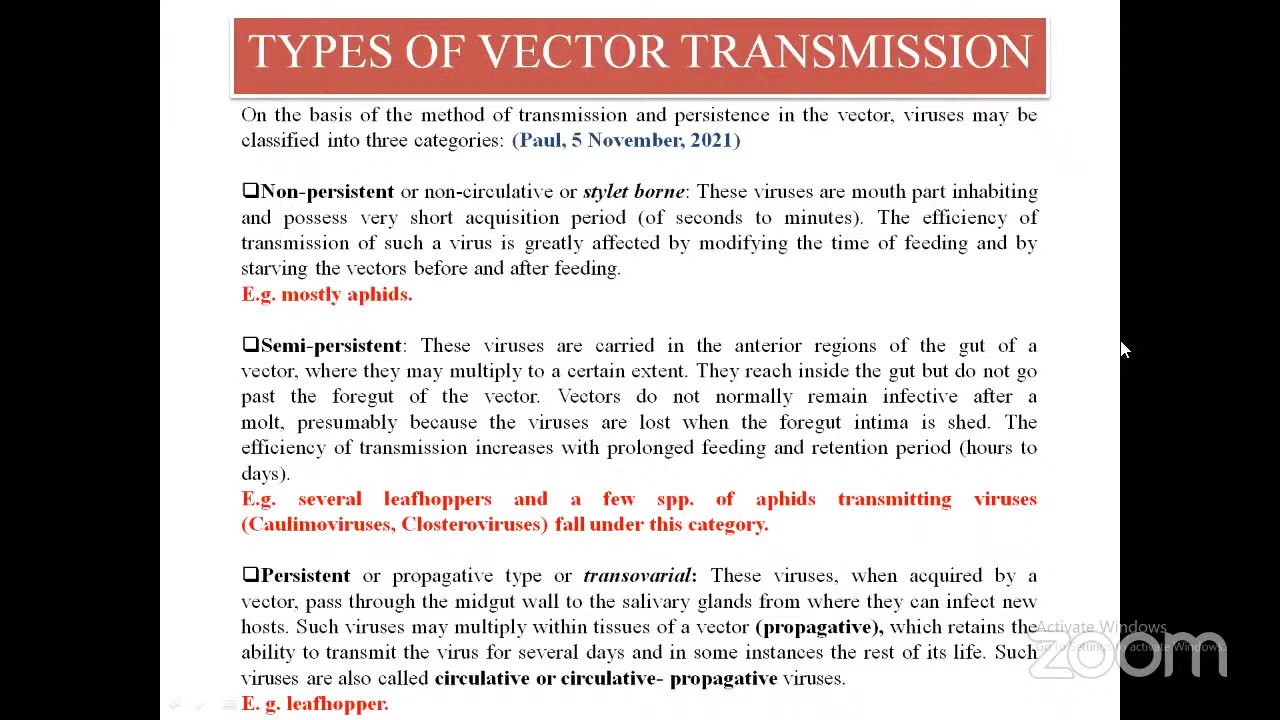 TYPES OF VECTOR TRANSMISSION
On the basis of the method of transmission and persistence in the vector, viruses may be
classified into three categories: (Paul, 5 November, 2021)
❑Non-persistent or non-circulative or stylet borne: These viruses are mouth part inhabiting
and possess very short acquisition period (of seconds to minutes). The efficiency of
transmission of such a virus is greatly affected by modifying the time of feeding and by
starving the vectors before and after feeding.
E.g. mostly aphids.
❑Semi-persistent: These viruses are carried in the anterior regions of the gut of a
vector, where they may multiply to a certain extent. They reach inside the gut but do not go
past the foregut of the vector. Vectors do not normally remain infective after a
molt, presumably because the viruses are lost when the foregut intima is shed. The
efficiency of transmission increases with prolonged feeding and retention period (hours to
days).
E.g. several leafhoppers and a few spp. of aphids transmitting viruses
(Caulimoviruses, Closteroviruses) fall under this category.
❑Persistent or propagative type or transovarial: These viruses, when acquired by a
vector, pass through the midgut wall to the salivary glands from where they can infect new
hosts. Such viruses may multiply within tissues of a vector (propagative), which retains the
ability to transmit the virus for several days and in some instances the rest of its life. Such
viruses are also called circulative or circulative- propagative viruses.
E. g. leafhopper.
Activate Windows
Go to Settings to activate Windows.
zoom